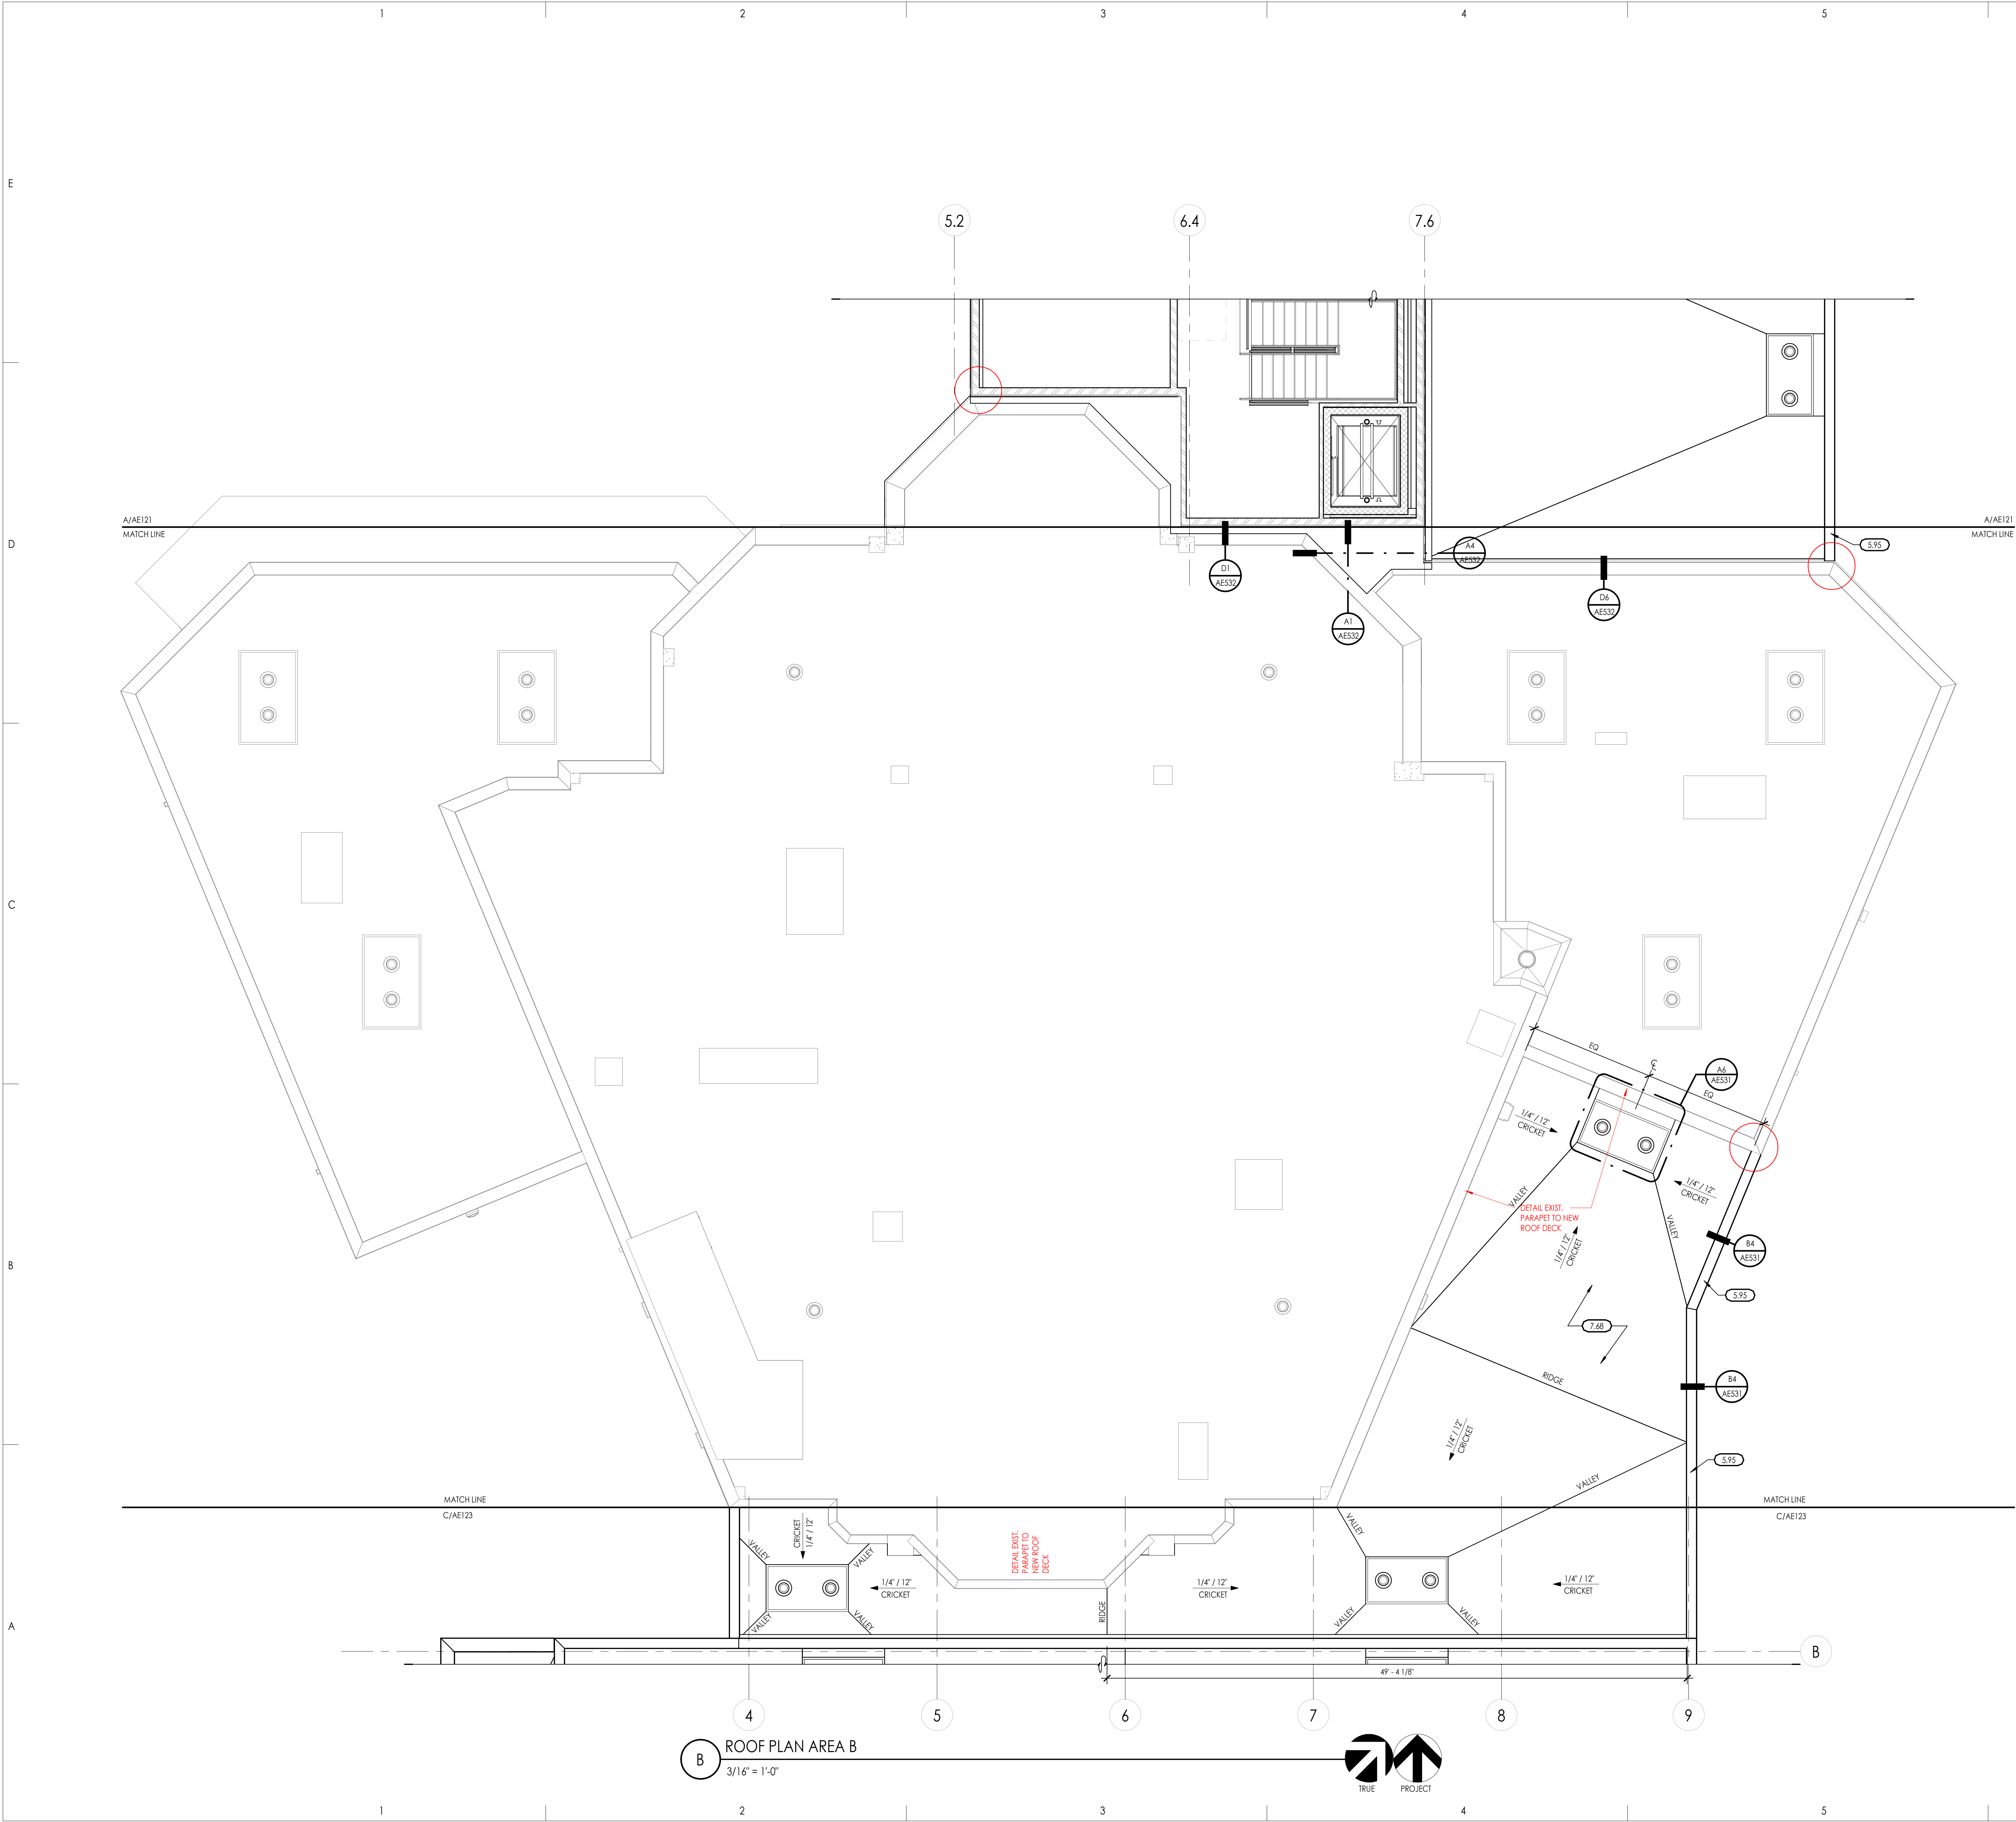 1
2
3
4
5
E
5.2
6.4
7.6
D
A/AE121
MATCH LINE
A/AE121
MATCH LINE
5.95
A4
AE532
D1
AE532
D6
AE532
A1
AE532
C
EQ
CL
EQ
A6
AE531
1/4" / 12"
CRICKET
1/4" / 12"
CRICKET
VALLEY
DETAIL EXIST.
PARAPET TO NEW
ROOF DECK
VALLEY
1/4" / 12"
CRICKET
B4
AE531
B
5.95
7.68
RIDGE
B4
AE531
1/4" / 12"
CRICKET
5.95
VALLEY
MATCH LINE
C/AE123
MATCH LINE
C/AE123
VALLEY
CRICKET
1/4" / 12"
VALLEY
DETAIL EXIST.
PARAPET TO
NEW ROOF
DECK
VALLEY
1/4" / 12"
CRICKET
1/4" / 12"
CRICKET
1/4" / 12"
CRICKET
VALLEY
VALLEY
RIDGE
VALLEY
VALLEY
A
B
49' - 4 1/8"
4
5
6
7
8
9
B
ROOF PLAN AREA B
3/16" = 1'-0"
TRUE
PROJECT
1
2
3
4
5